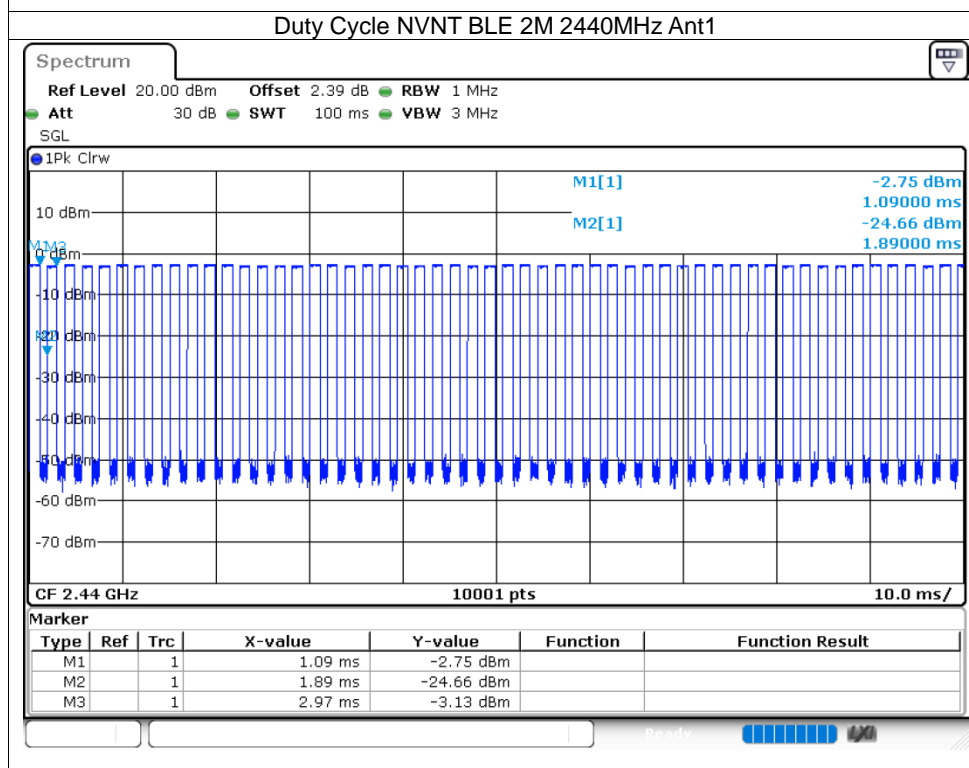 Duty Cycle NVNT BLE 2M 2440MHz Ant1
Spectrum
Ref Level 20.00 dBm Offset 2.39 dB RBW 1 MHz
Att 30 dB SWT 100 ms VBW 3 MHz
SGL
1Pk Clrw
M1[1] -2.75 dBm
1.09000 ms
10 dBm
M2[1] -24.66 dBm
1.89000 ms
M1 M3
0 dBm
-10 dBm
M2
-20 dBm
-30 dBm
-40 dBm
-50 dBm
-60 dBm
-70 dBm
CF 2.44 GHz 10001 pts 10.0 ms/
Marker
Type Ref Trc X-value Y-value Function Function Result
M1 1 1.09 ms -2.75 dBm
M2 1 1.89 ms -24.66 dBm
M3 1 2.97 ms -3.13 dBm
Ready LXI